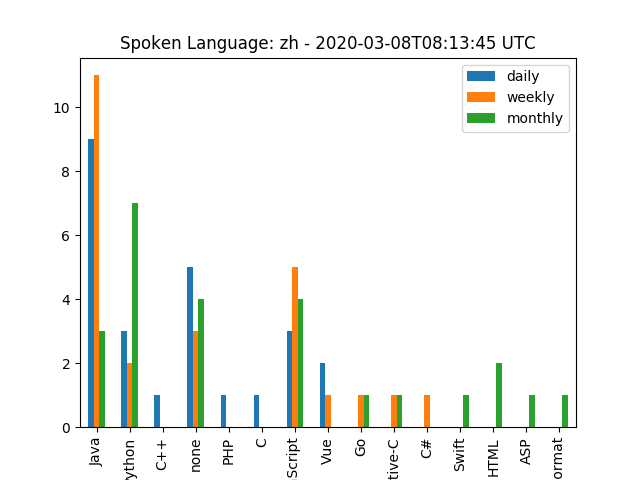 Spoken Language: zh - 2020-03-08T08:13:45 UTC
daily
weekly
monthly
10
8
6
4
2
0
Java
ython
C++
none
PHP
C
Script
Vue
Go
tive-C
C#
Swift
HTML
ASP
ormat